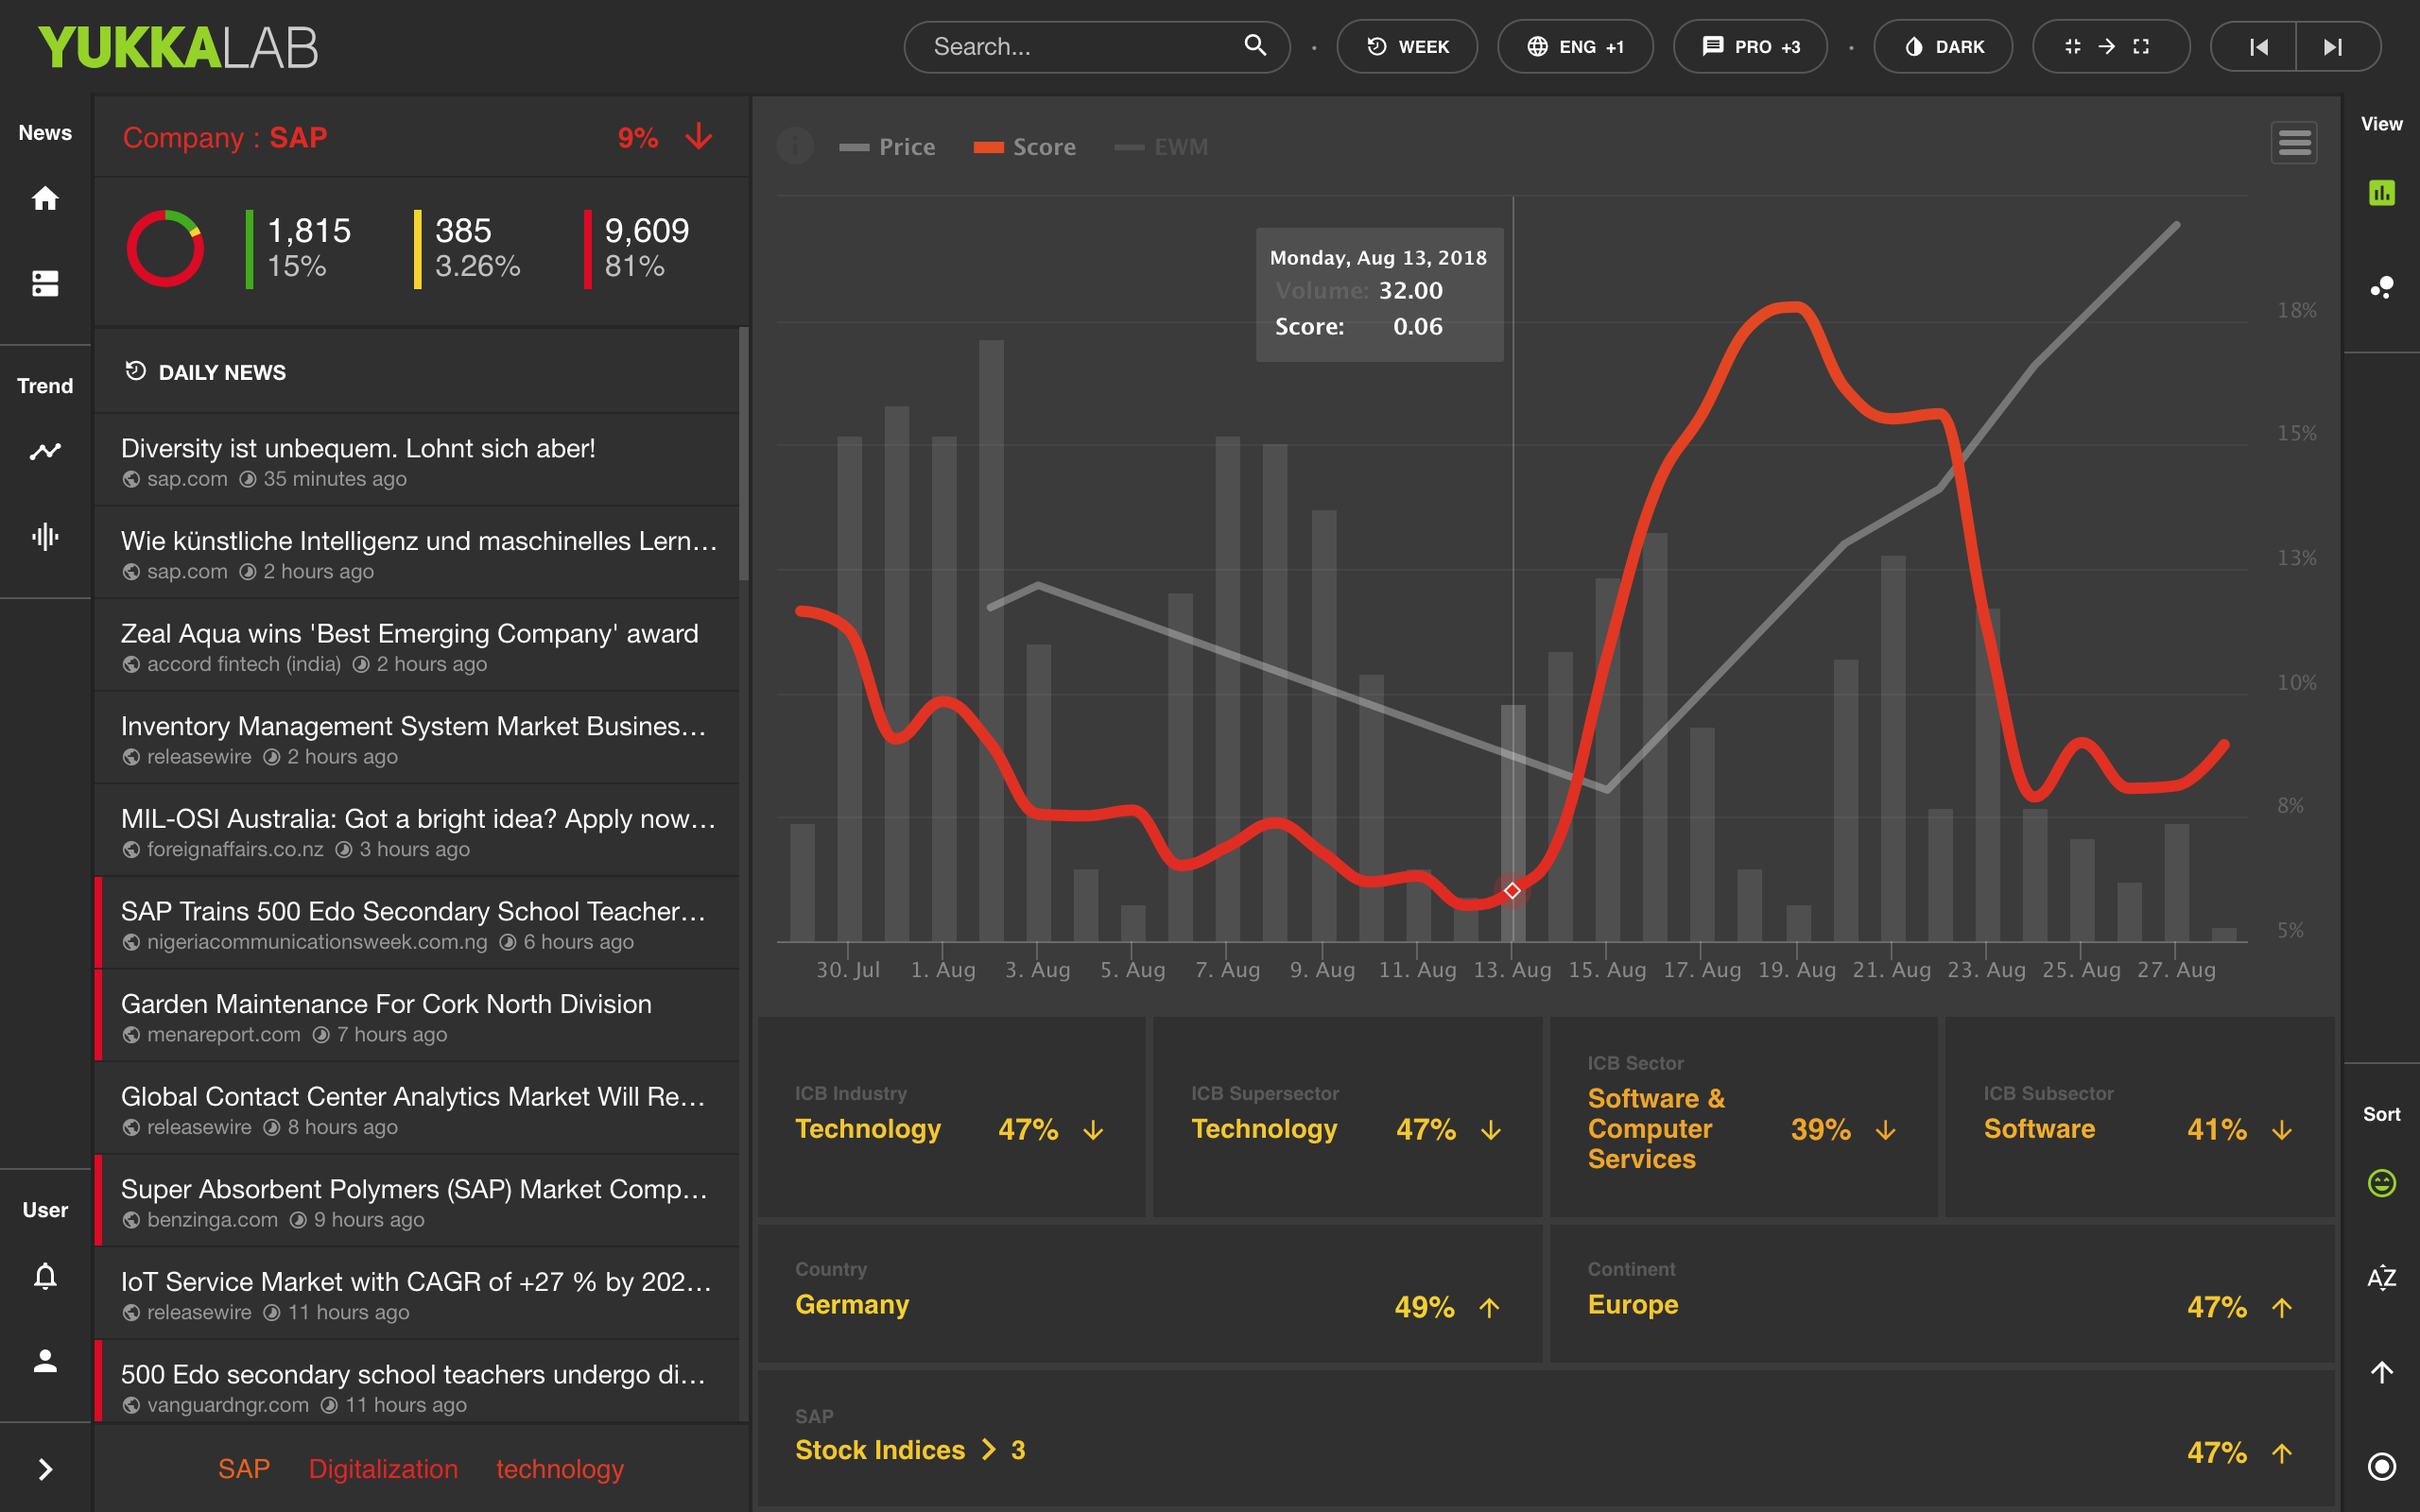 YUKKALAB
Search...
WEEK
ENG +1
PRO +3
DARK
News
Trend
User
Company : SAP
9%
1,815
15%
385
3.26%
9,609
81%
DAILY NEWS
Diversity ist unbequem. Lohnt sich aber!
sap.com 35 minutes ago
Wie künstliche Intelligenz und maschinelles Lern...
sap.com 2 hours ago
Zeal Aqua wins 'Best Emerging Company' award
accord fintech (india) 2 hours ago
Inventory Management System Market Busines...
releasewire 2 hours ago
MIL-OSI Australia: Got a bright idea? Apply now...
foreignaffairs.co.nz 3 hours ago
SAP Trains 500 Edo Secondary School Teacher...
nigeriacommunicationsweek.com.ng 6 hours ago
Garden Maintenance For Cork North Division
menareport.com 7 hours ago
Global Contact Center Analytics Market Will Re...
releasewire 8 hours ago
Super Absorbent Polymers (SAP) Market Comp...
benzinga.com 9 hours ago
IoT Service Market with CAGR of +27 % by 202...
releasewire 11 hours ago
500 Edo secondary school teachers undergo di...
vanguardngr.com 11 hours ago
SAP Digitalization technology
Price Score EWM
Monday, Aug 13, 2018
Volume: 32.00
Score: 0.06
18%
15%
13%
10%
8%
5%
30. Jul 1. Aug 3. Aug 5. Aug 7. Aug 9. Aug 11. Aug 13. Aug 15. Aug 17. Aug 19. Aug 21. Aug 23. Aug 25. Aug 27. Aug
ICB Industry
Technology 47%
ICB Supersector
Technology 47%
ICB Sector
Software &
Computer
Services
39%
ICB Subsector
Software 41%
Country
Germany 49%
Continent
Europe 47%
SAP
Stock Indices > 3
47%
View
Sort
AZ